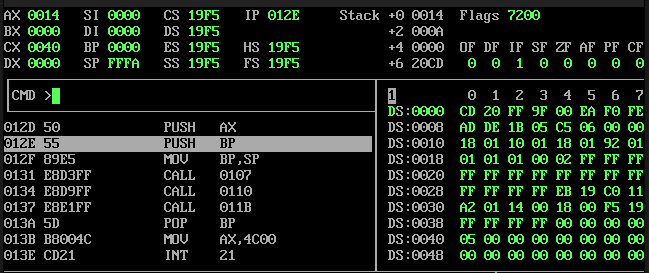 AX 0014 SI 0000 CS 19F5 IP 012E Stack +0 0014 Flags 7200
BX 0000 DI 0000 DS 19F5 +2 000A
CX 0040 BP 0000 ES 19F5 HS 19F5 +4 0000 OF DF IF SF ZF AF PF CF
DX 0000 SP FFFA SS 19F5 FS 19F5 +6 20CD 0 0 1 0 0 0 0 0
CMD >
012D 50 PUSH AX
012E 55 PUSH BP
012F 89E5 MOV BP,SP
0131 E8D3FF CALL 0107
0134 E8D9FF CALL 0110
0137 E8E1FF CALL 011B
013A 5D POP BP
013B B8004C MOV AX,4C00
013E CD21 INT 21
1 0 1 2 3 4 5 6 7
DS:0000 CD 20 FF 9F 00 EA F0 FE
DS:0008 AD DE 1B 05 C5 06 00 00
DS:0010 18 01 10 01 18 01 92 01
DS:0018 01 01 01 00 02 FF FF FF
DS:0020 FF FF FF FF FF FF FF FF
DS:0028 FF FF FF FF EB 19 C0 11
DS:0030 A2 01 14 00 18 00 F5 19
DS:0038 FF FF FF FF 00 00 00 00
DS:0040 05 00 00 00 00 00 00 00
DS:0048 00 00 00 00 00 00 00 00